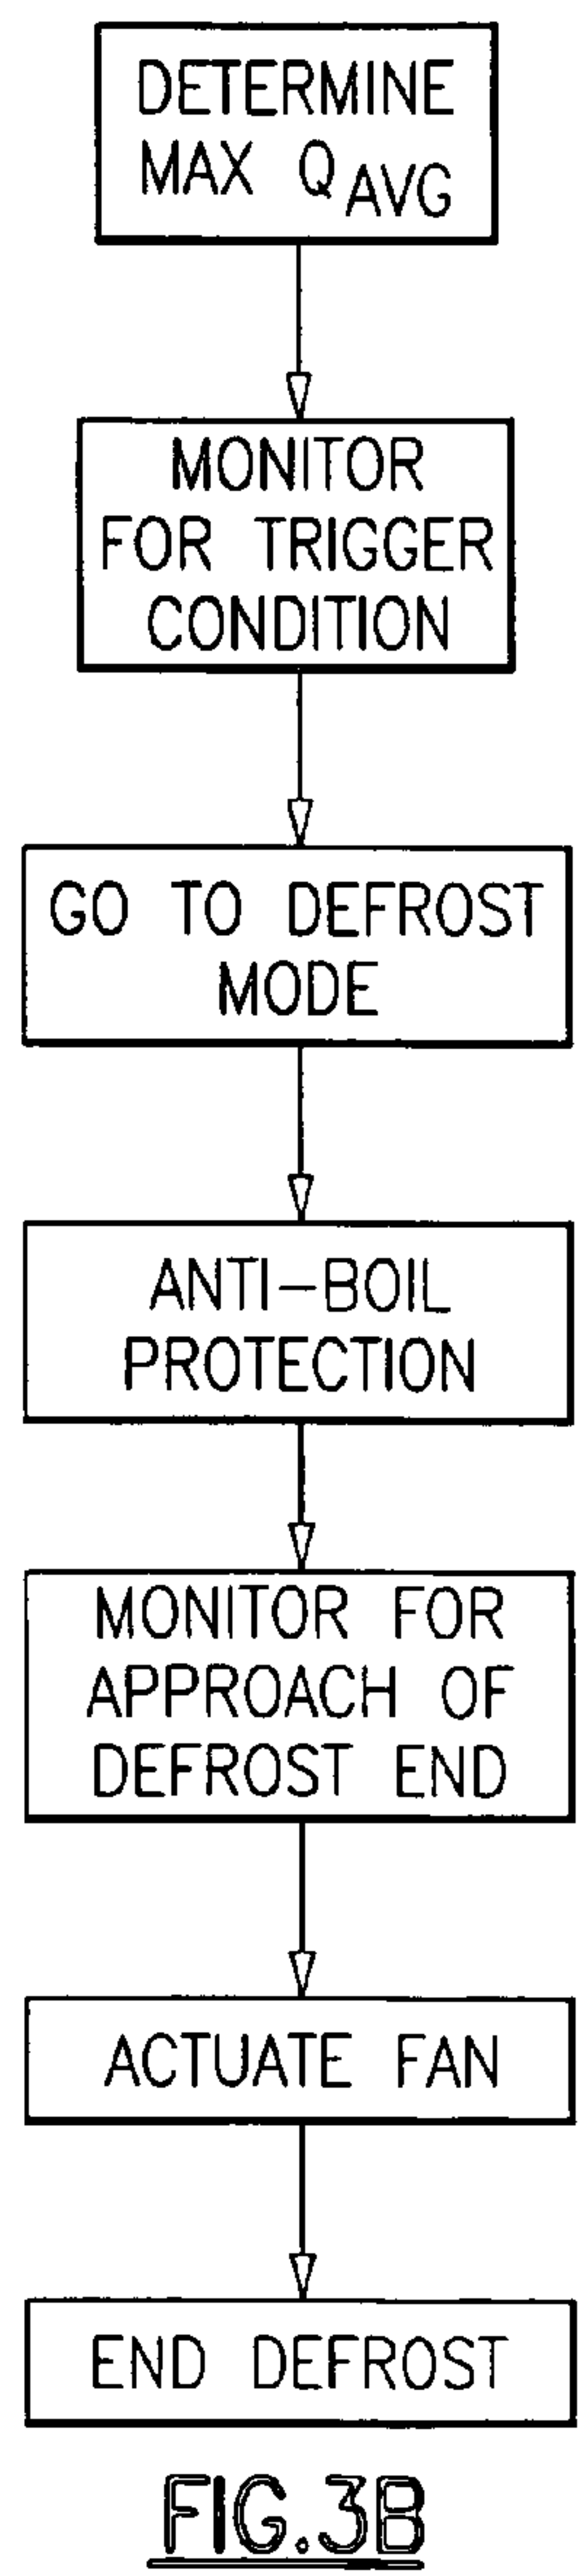 DETERMINE
MAX Q AVG
MONITOR
FOR TRIGGER
CONDITION
GO TO DEFROST
MODE
ANTI-BOIL
PROTECTION
MONITOR FOR
APPROACH OF
DEFROST END
ACTUATE FAN
END DEFROST
FIG.3B